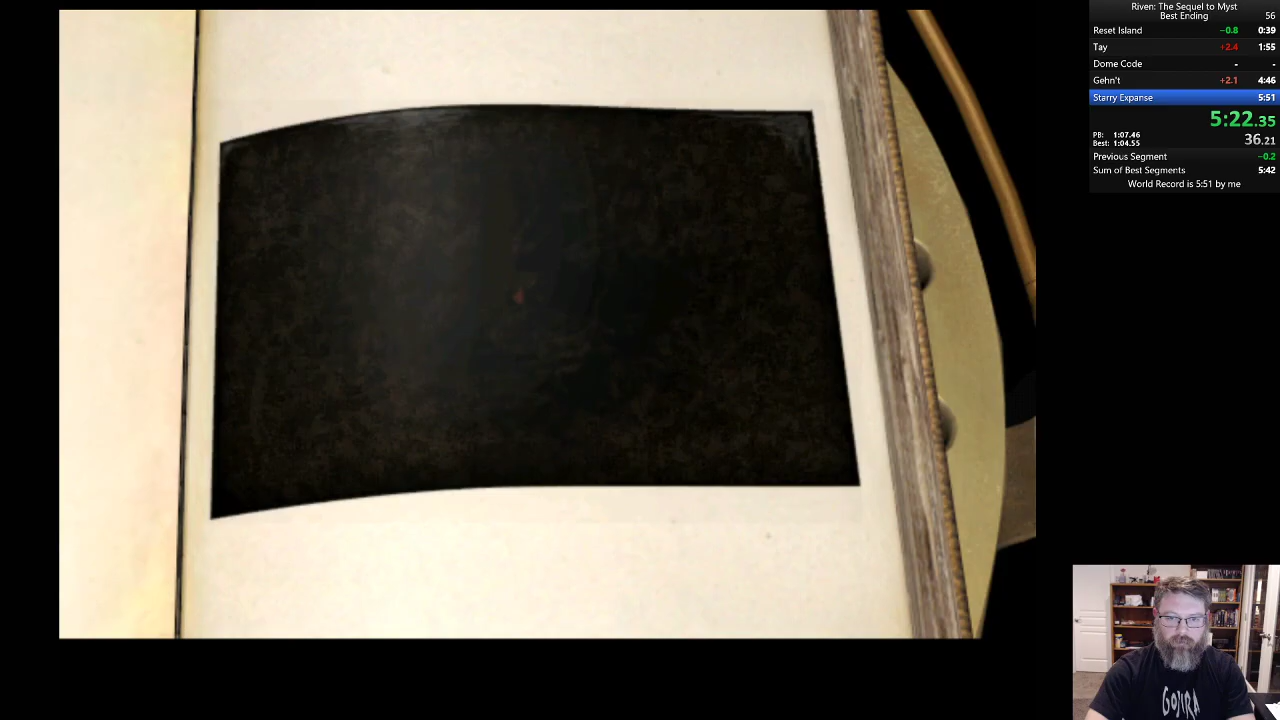 Riven: The Sequel to Myst
Best Ending 56
Reset Island -0.8 0:39
Tay +2.4 1:55
Dome Code - -
Gehn't +2.1 4:46
Starry Expanse 5:51
5:22.35
PB: 1:07.46
Best: 1:04.55 36.21
Previous Segment -0.2
Sum of Best Segments 5:42
World Record is 5:51 by me
GOJIRA